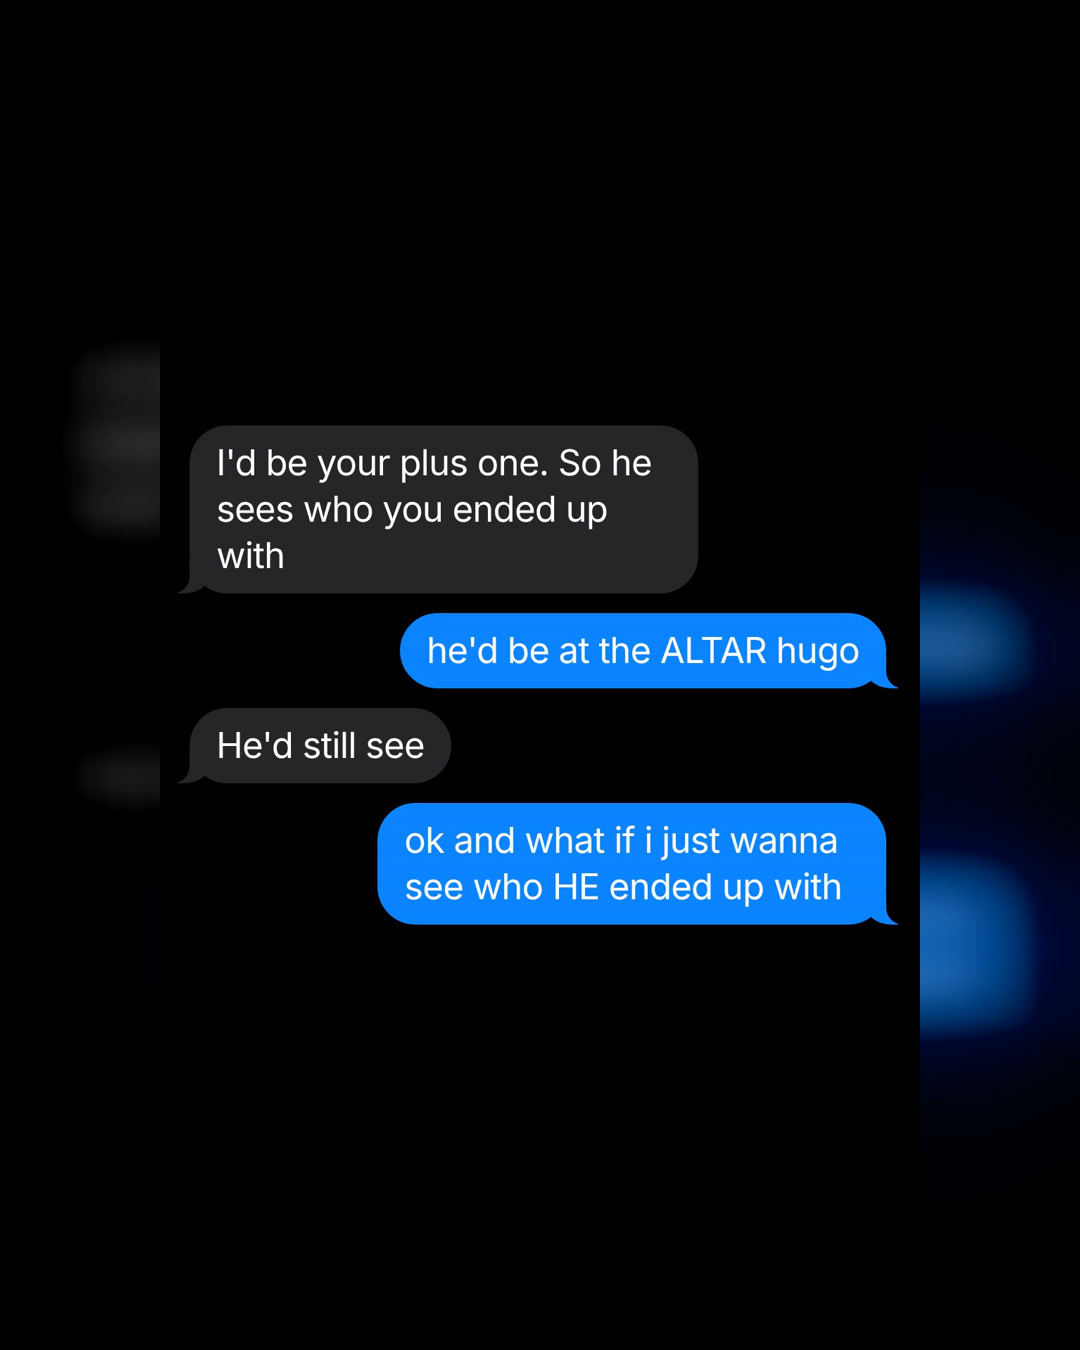 I'd be your plus one. So he
sees who you ended up
with
he'd be at the ALTAR hugo
He'd still see
ok and what if i just wanna
see who HE ended up with